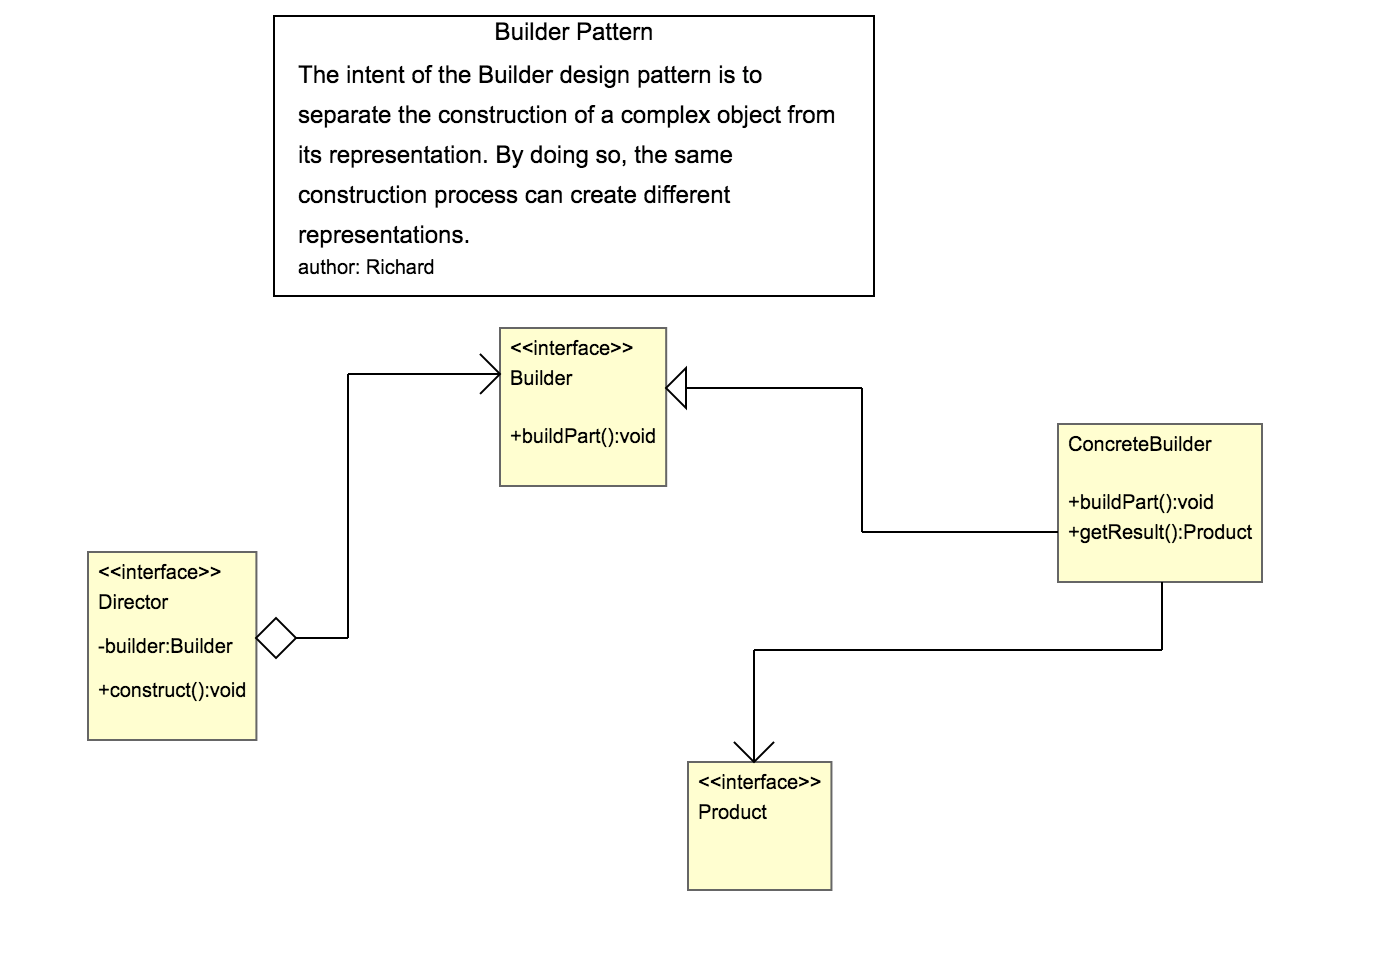 Builder Pattern
The intent of the Builder design pattern is to
separate the construction of a complex object from
its representation. By doing so, the same
construction process can create different
representations.
author: Richard
<<interface>>
Builder
+buildPart():void
ConcreteBuilder
+buildPart():void
+getResult():Product
<<interface>>
Director
-builder:Builder
+construct():void
<<interface>>
Product